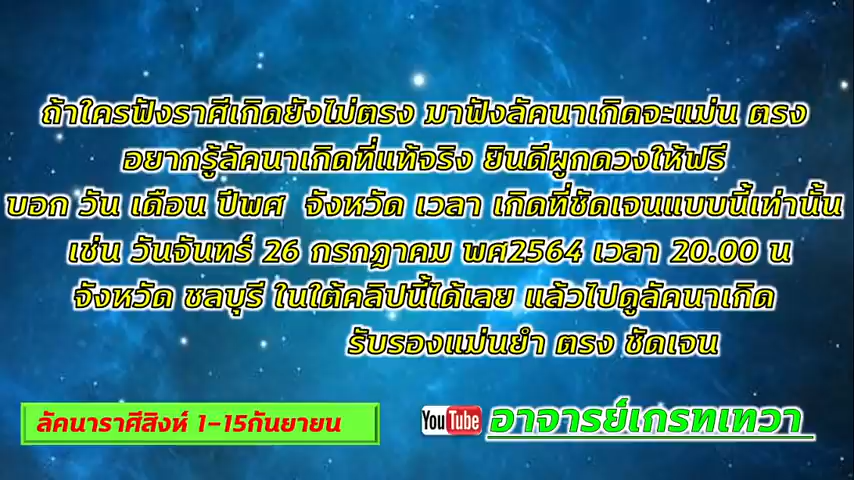 ถ้าใครฟังราศีเกิดยังไม่ตรง มาฟังลัคนาเกิดจะแม่น ตรง
อยากรู้ลัคนาเกิดที่แท้จริง ยินดีผูกดวงให้ฟรี
บอก วัน เดือน ปีพศ จังหวัด เวลา เกิดที่ชัดเจนแบบนี้เท่านั้น
เช่น วันจันทร์ 26 กรกฎาคม พศ2564 เวลา 20.00 น
จังหวัด ชลบุรี ในใต้คลิปนี้ได้เลย แล้วไปดูลัคนาเกิด
รับรองแม่นยำ ตรง ชัดเจน
ลัคนาราศีสิงห์ 1-15กันยายน
YouTube อาจารย์เกรทเทวา